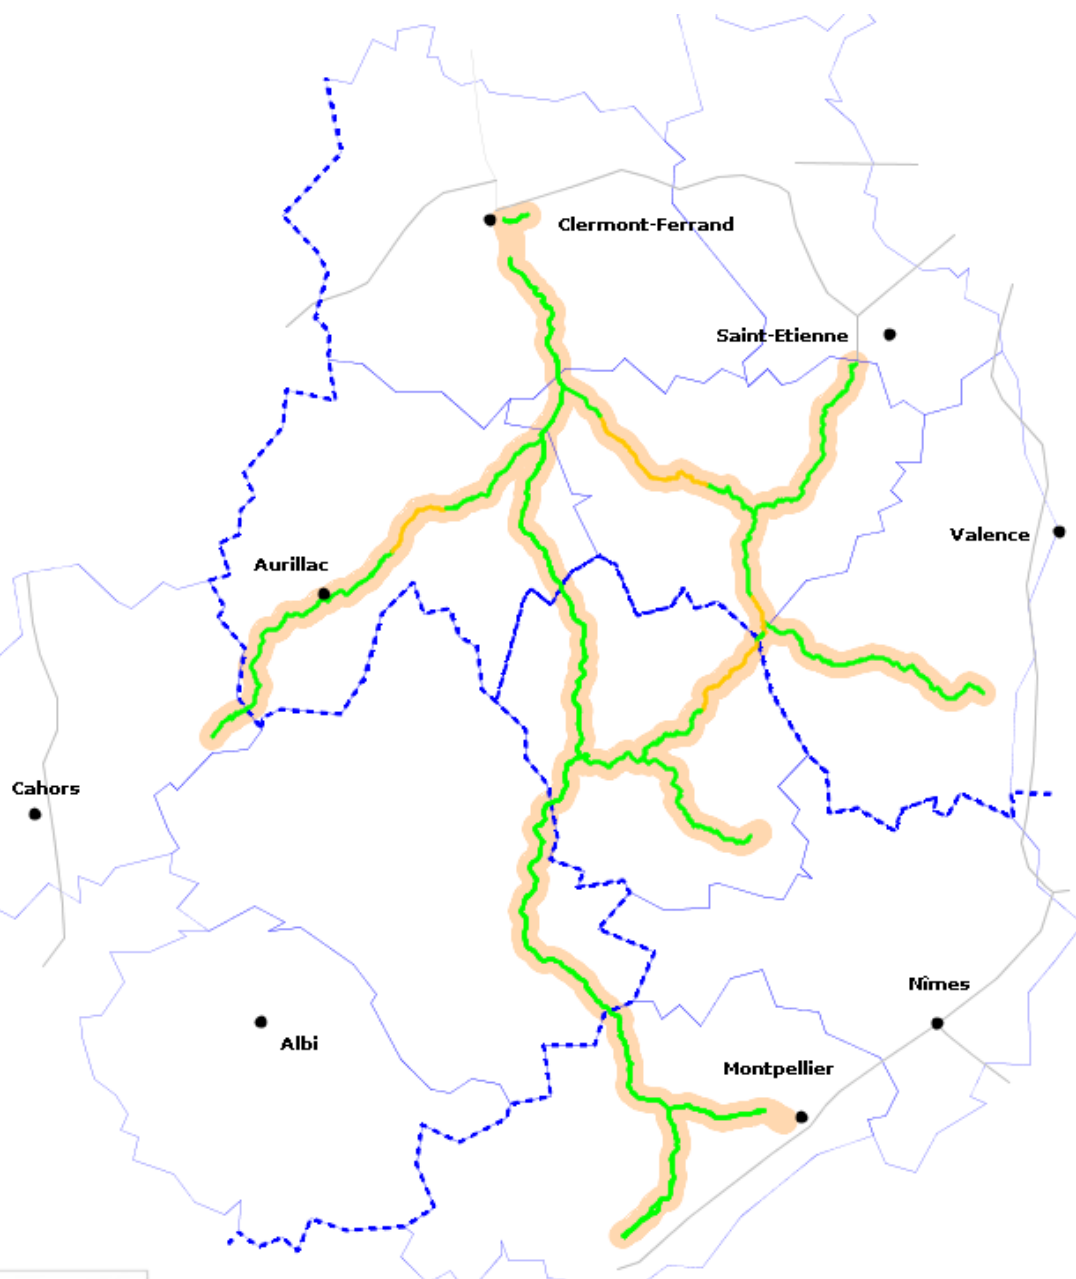 Clermont-Ferrand
Saint-Etienne
Valence
Aurillac
Cahors
Nîmes
Albi
Montpellier